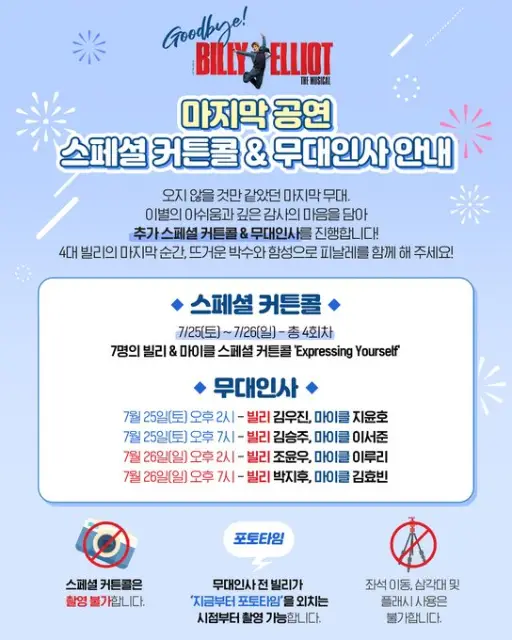 Goodbye!
BILLY ELLIOT
THE MUSICAL
마지막 공연
스페셜 커튼콜 & 무대인사 안내
오지 않을 것만 같았던 마지막 무대.
이별의 아쉬움과 깊은 감사의 마음을 담아
추가 스페셜 커튼콜 & 무대인사를 진행합니다!
4대 빌리의 마지막 순간, 뜨거운 박수와 함성으로 피날레를 함께 해 주세요!
◆ 스페셜 커튼콜 ◆
7/25(토) ~ 7/26(일) - 총 4회차
7명의 빌리 & 마이클 스페셜 커튼콜 'Expressing Yourself'
◆ 무대인사 ◆
7월 25일(토) 오후 2시 - 빌리 김우진, 마이클 지윤호
7월 25일(토) 오후 7시 - 빌리 김승주, 마이클 이서준
7월 26일(일) 오후 2시 - 빌리 조윤우, 마이클 이루리
7월 26일(일) 오후 7시 - 빌리 박지후, 마이클 김효빈
포토타임
스페셜 커튼콜은
촬영 불가합니다.
무대인사 전 빌리가
'지금부터 포토타임'을 외치는
시점부터 촬영 가능합니다.
좌석 이동, 삼각대 및
플래시 사용은
불가합니다.